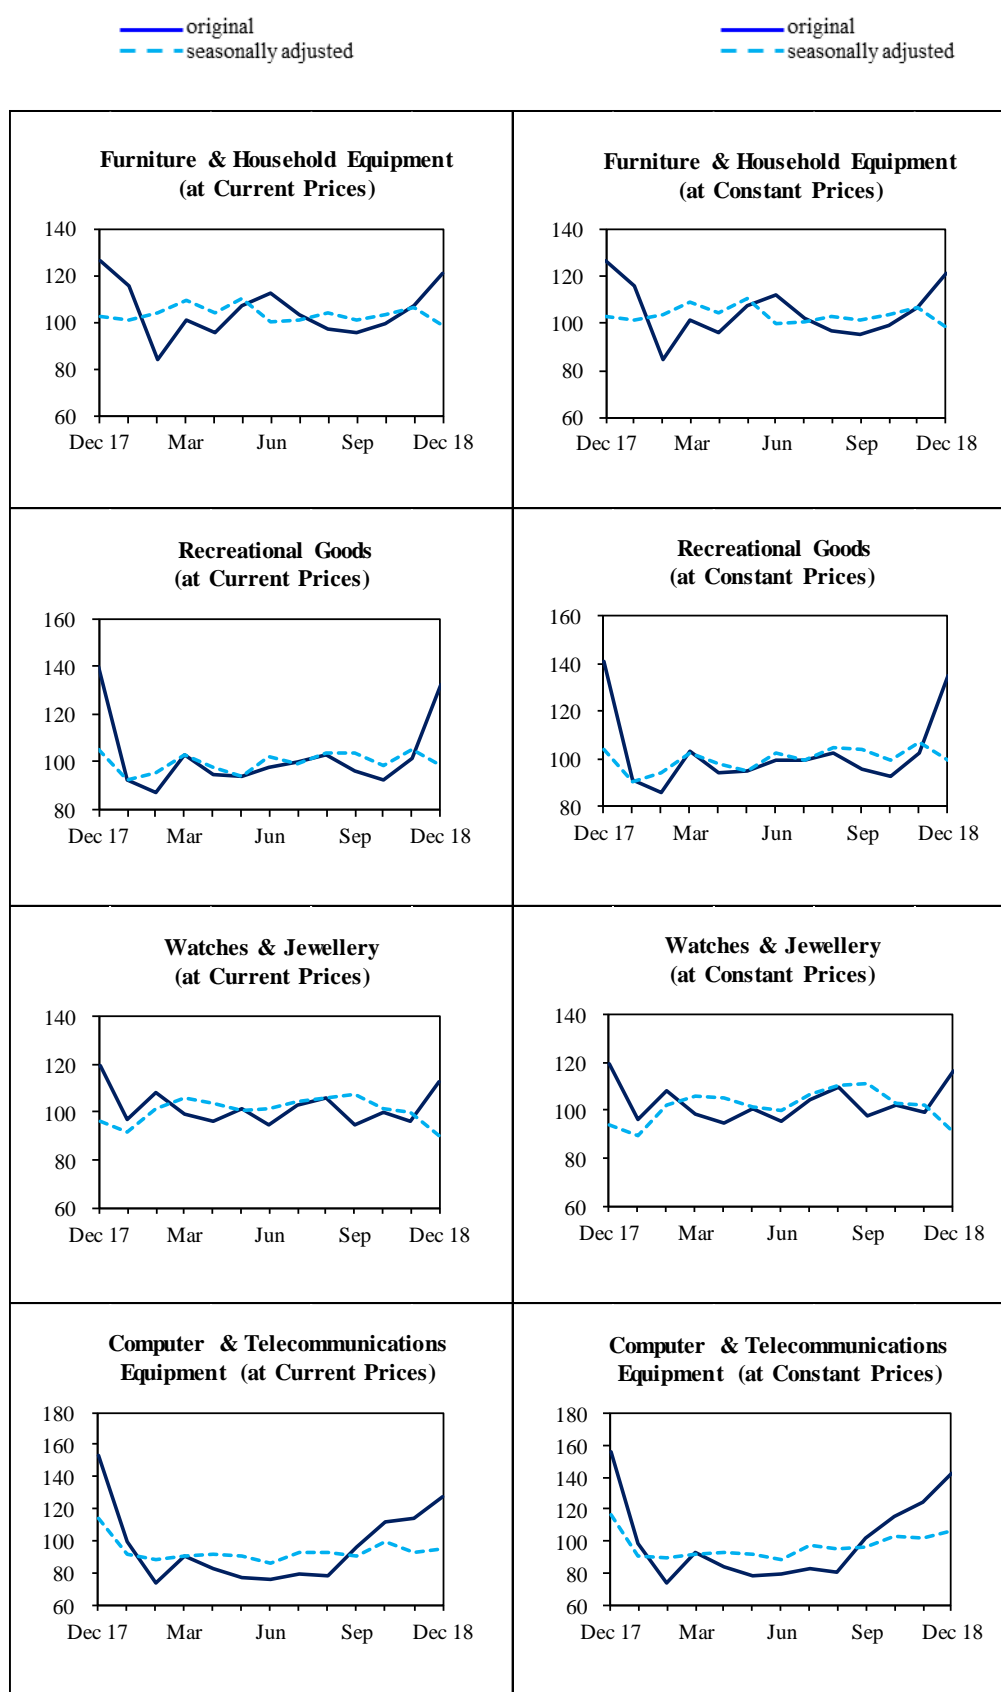 original
seasonally adjusted
original
seasonally adjusted
Furniture & Household Equipment
(at Current Prices)
140
120
100
80
60
Dec 17 Mar Jun Sep Dec 18
Furniture & Household Equipment
(at Constant Prices)
140
120
100
80
60
Dec 17 Mar Jun Sep Dec 18
Recreational Goods
(at Current Prices)
160
140
120
100
80
Dec 17 Mar Jun Sep Dec 18
Recreational Goods
(at Constant Prices)
160
140
120
100
80
Dec 17 Mar Jun Sep Dec 18
Watches & Jewellery
(at Current Prices)
140
120
100
80
60
Dec 17 Mar Jun Sep Dec 18
Watches & Jewellery
(at Constant Prices)
140
120
100
80
60
Dec 17 Mar Jun Sep Dec 18
Computer & Telecommunications
Equipment (at Current Prices)
180
160
140
120
100
80
60
Dec 17 Mar Jun Sep Dec 18
Computer & Telecommunications
Equipment (at Constant Prices)
180
160
140
120
100
80
60
Dec 17 Mar Jun Sep Dec 18